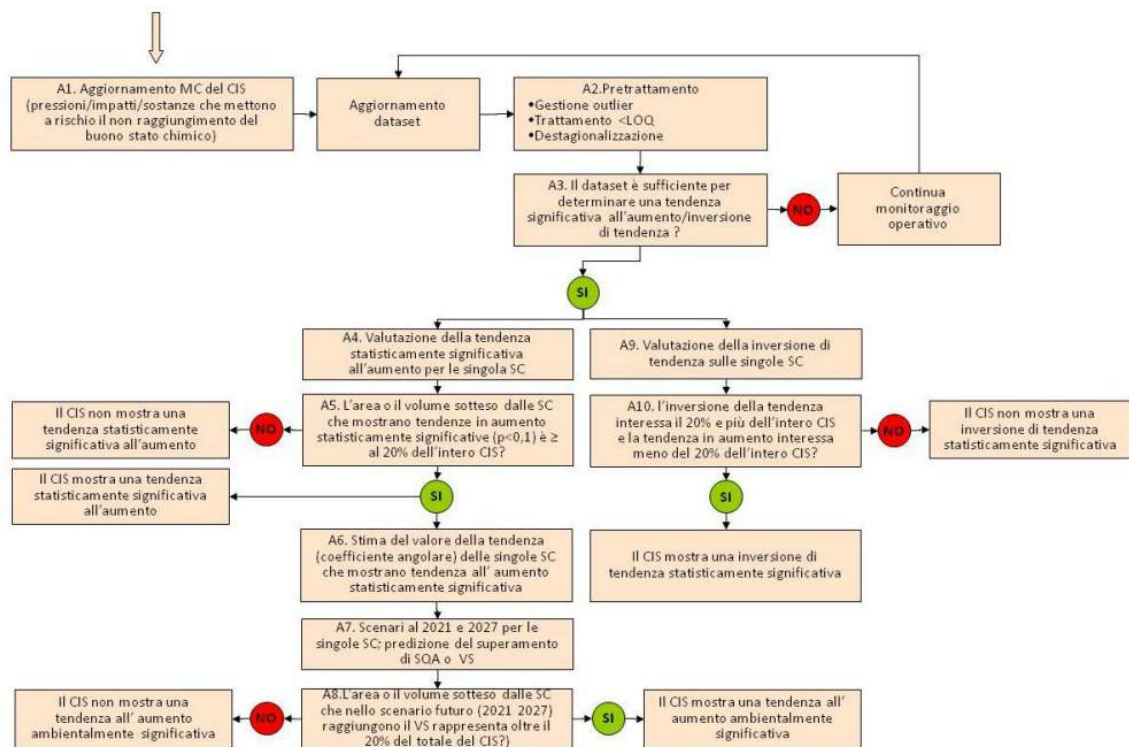 A1. Aggiornamento MC del CIS
(pressioni/impatti/sostanze che mettono
a rischio il non raggiungimento del
buono stato chimico)
Aggiornamento
dataset
A2.Pretrattamento
◆Gestione outlier
◆Trattamento <LOQ
◆Destagionalizzazione
A3. Il dataset è sufficiente per
determinare una tendenza
significativa all'aumento/inversione
di tendenza ?
NO
Continua
monitoraggio
operativo
SI
A4. Valutazione della tendenza
statisticamente significativa
all'aumento per le singola SC
A9. Valutazione della inversione di
tendenza sulle singole SC
Il CIS non mostra una
tendenza statisticamente
significativa all'aumento
NO
A5. L'area o il volume sotteso dalle SC
che mostrano tendenze in aumento
statisticamente significative (p<0,1) è ≥
al 20% dell'intero CIS?
A10. l'inversione della tendenza
interessa il 20% e più dell'intero CIS
e la tendenza in aumento interessa
meno del 20% dell'intero CIS?
NO
Il CIS non mostra una
inversione di tendenza
statisticamente significativa
Il CIS mostra una tendenza
statisticamente significativa
all'aumento
SI
SI
A6. Stima del valore della tendenza
(coefficiente angolare) delle singole SC
che mostrano tendenza all' aumento
statisticamente significativa
Il CIS mostra una inversione di
tendenza statisticamente significativa
A7. Scenari al 2021 e 2027 per le
singole SC; predizione del superamento
di SQA o VS
Il CIS non mostra una
tendenza all' aumento
ambientalmente significativa
NO
A8.L'area o il volume sotteso dalle SC
che nello scenario futuro (2021 2027)
raggiungono il VS rappresenta oltre il
20% del totale del CIS?)
SI
Il CIS mostra una tendenza all'
aumento ambientalmente
significativa